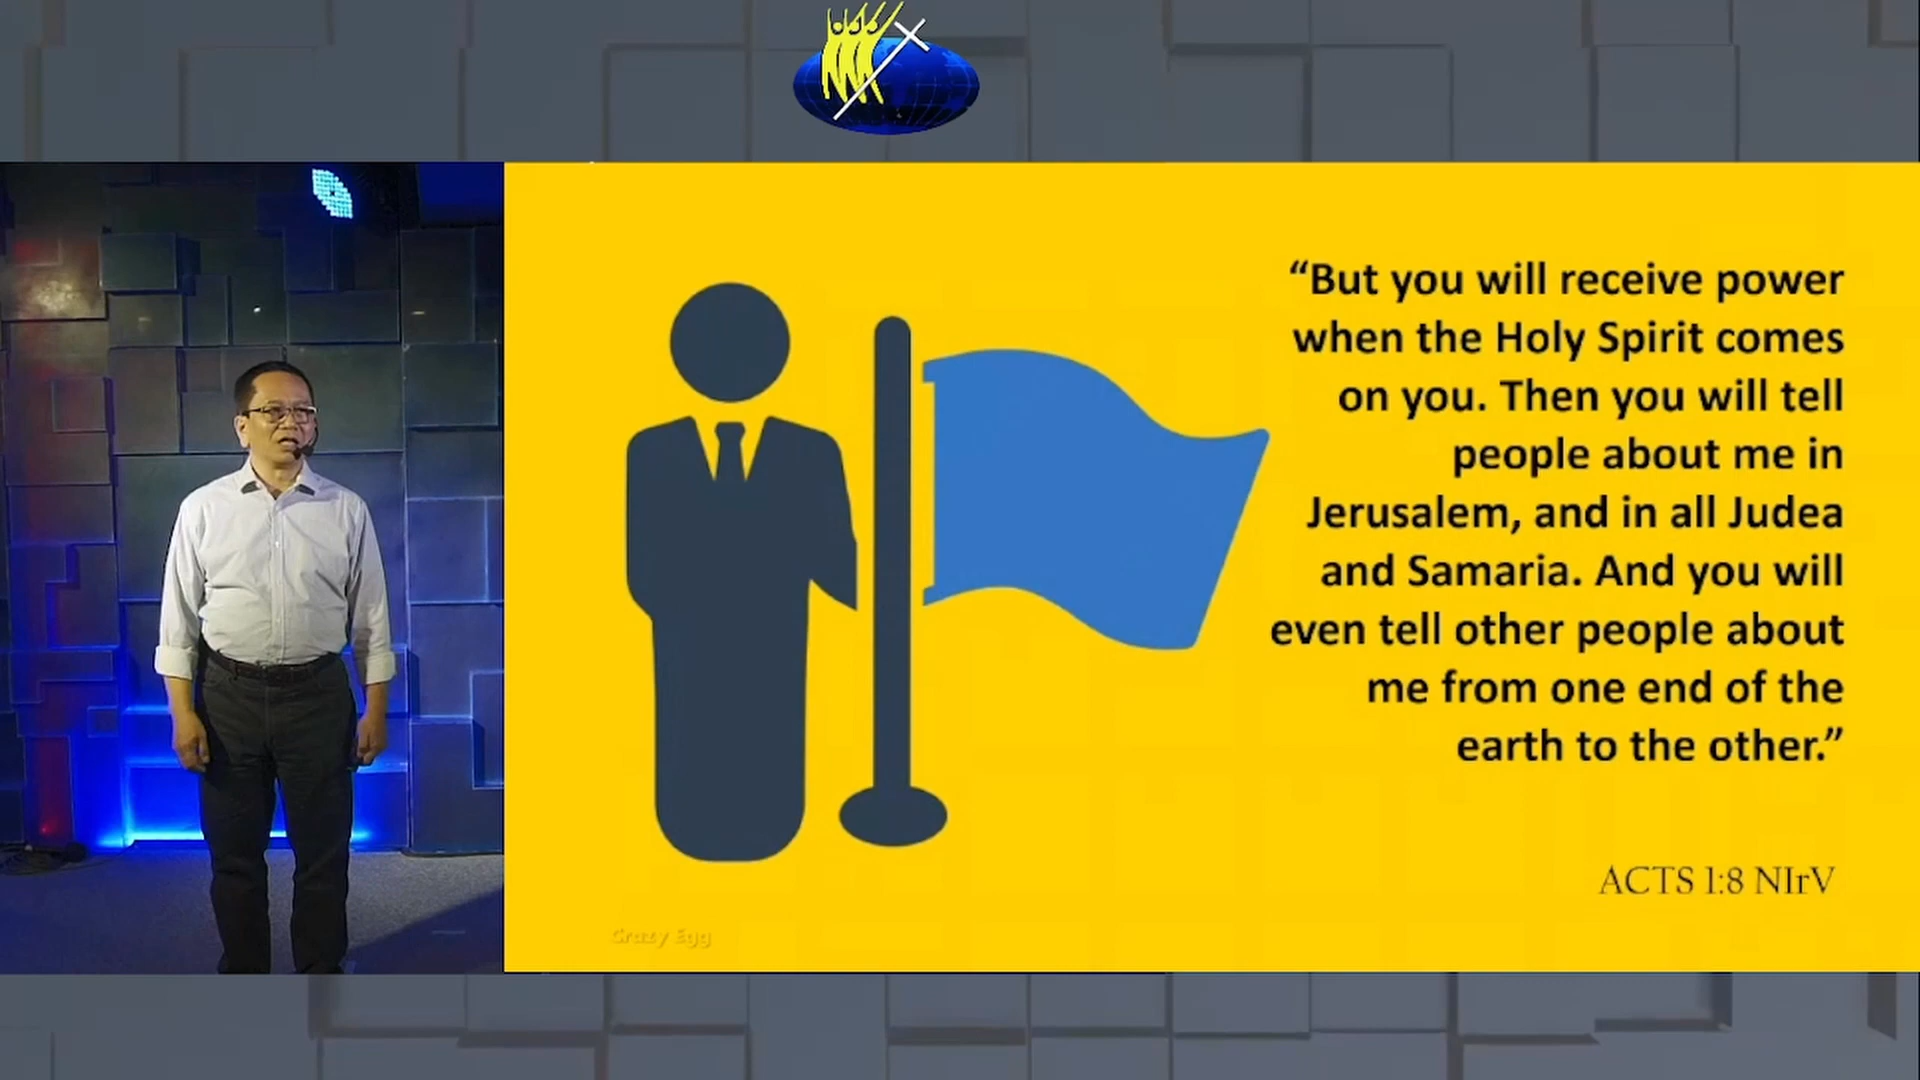 “But you will receive power
when the Holy Spirit comes
on you. Then you will tell
people about me in
Jerusalem, and in all Judea
and Samaria. And you will
even tell other people about
me from one end of the
earth to the other.”
ACTS 1:8 NIrV
Crazy Egg